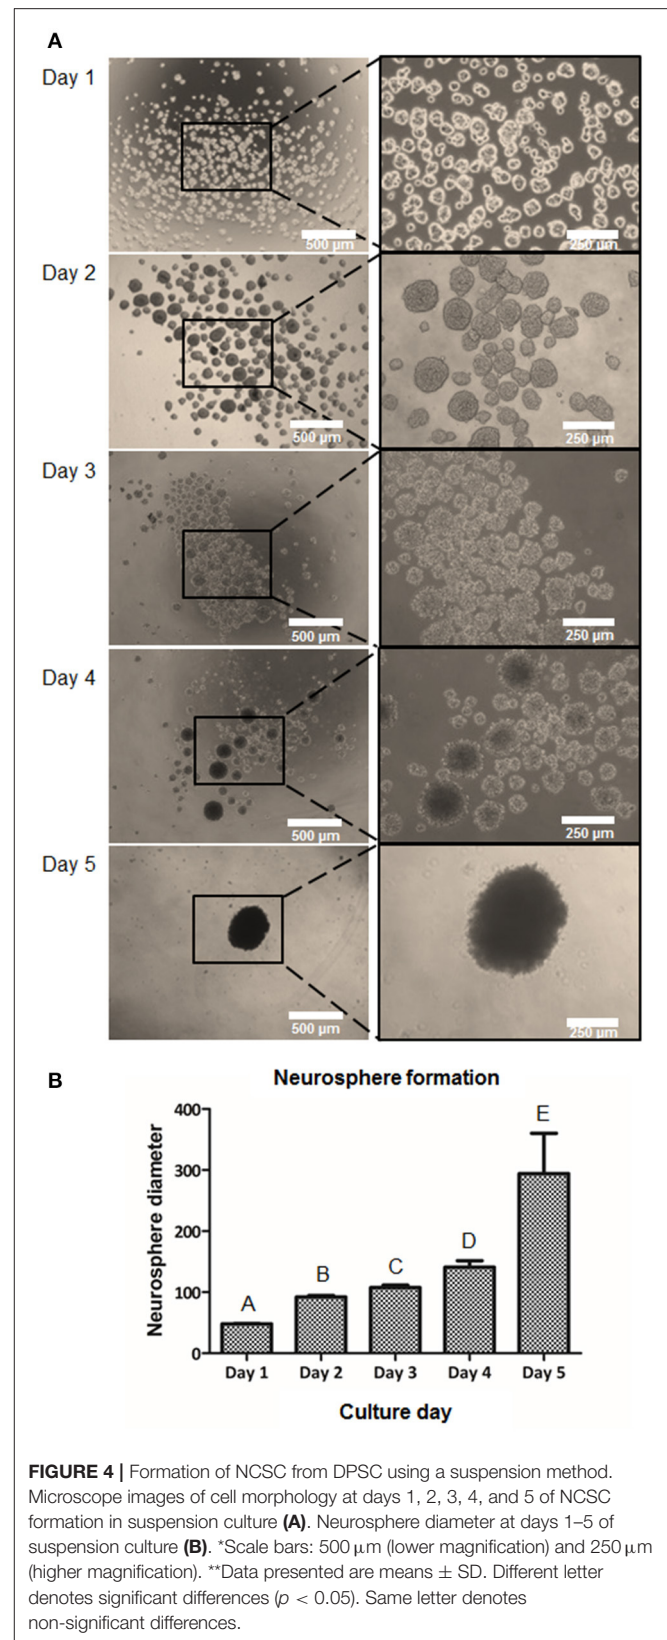 A
Day 1
500 µm
250 µm
Day 2
500 µm
250 µm
Day 3
500 µm
250 µm
Day 4
500 µm
250 µm
Day 5
500 µm
250 µm
B
Neurosphere formation
Neurosphere diameter
400
300
200
100
0
A
B
C
D
E
Day 1 Day 2 Day 3 Day 4 Day 5
Culture day
FIGURE 4 | Formation of NCSC from DPSC using a suspension method.
Microscope images of cell morphology at days 1, 2, 3, 4, and 5 of NCSC
formation in suspension culture (A). Neurosphere diameter at days 1–5 of
suspension culture (B). *Scale bars: 500 µm (lower magnification) and 250 µm
(higher magnification). **Data presented are means ± SD. Different letter
denotes significant differences (p < 0.05). Same letter denotes
non-significant differences.